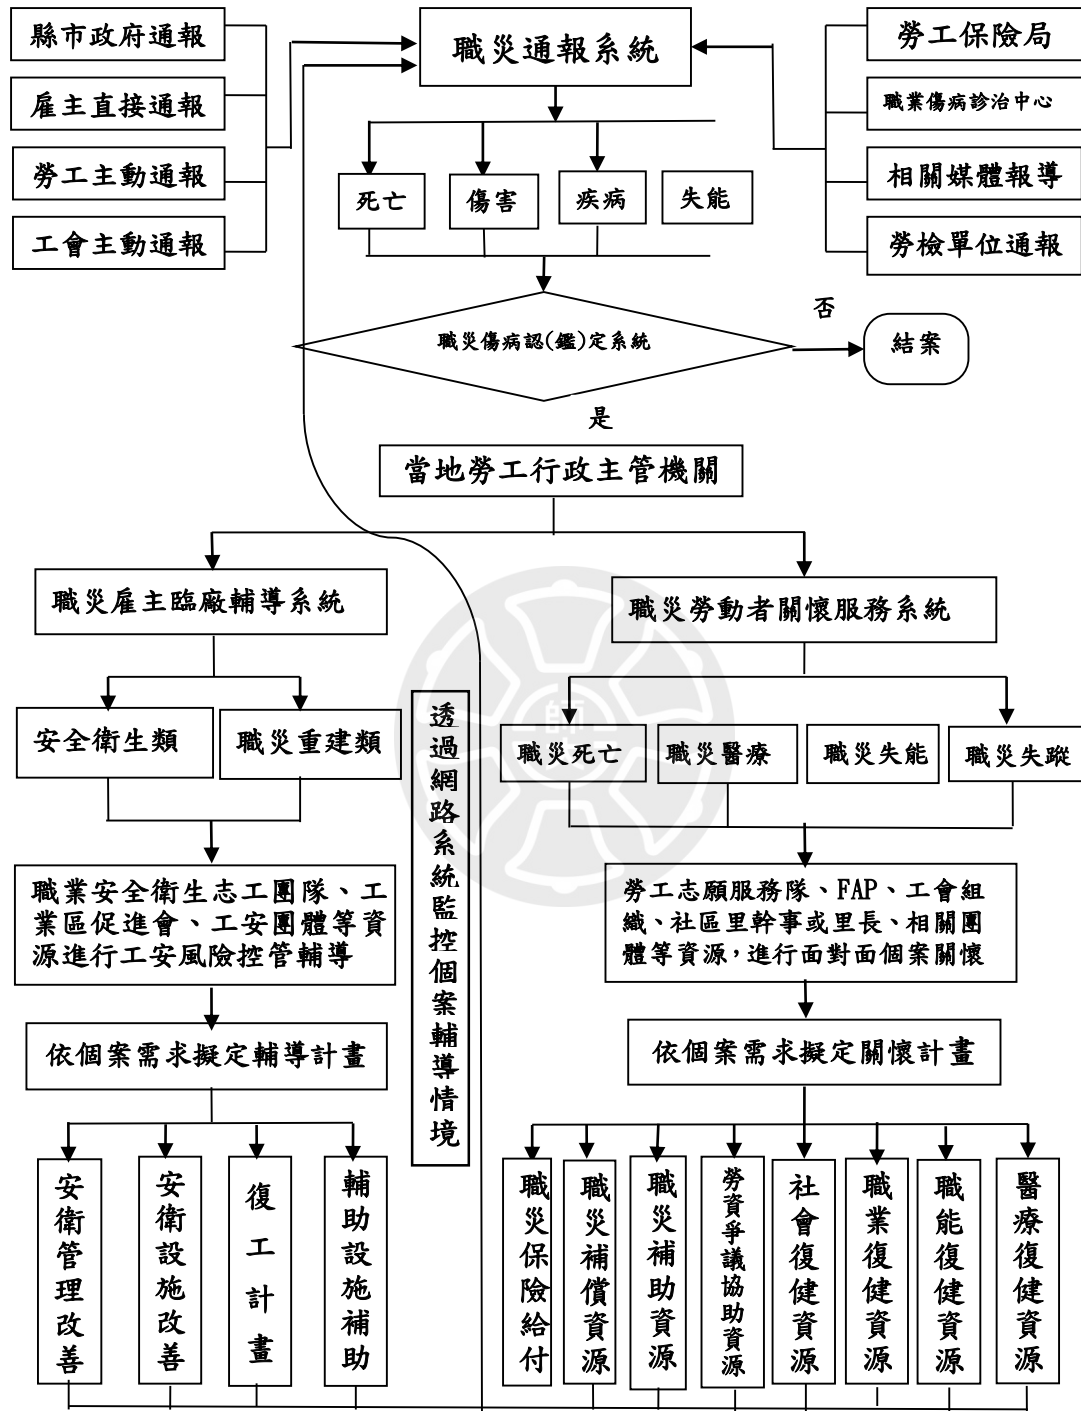 縣市政府通報
雇主直接通報
勞工主動通報
工會主動通報
職災通報系統
勞工保險局
職業傷病診治中心
相關媒體報導
勞檢單位通報
死亡
傷害
疾病
失能
職災傷病認(鑑)定系統
否
結案
是
當地勞工行政主管機關
職災雇主臨廠輔導系統
職災勞動者關懷服務系統
安全衛生類
職災重建類
透過網路系統監控個案輔導情境
職災死亡
職災醫療
職災失能
職災失蹤
職業安全衛生志工團隊、工
業區促進會、工安團體等資
源進行工安風險控管輔導
勞工志願服務隊、FAP、工會組
織、社區里幹事或里長、相關團
體等資源，進行面對面個案關懷
依個案需求擬定輔導計畫
依個案需求擬定關懷計畫
安衛管理改善
安衛設施改善
復工計畫
輔助設施補助
職災保險給付
職災補償資源
職災補助資源
勞資爭議協助資源
社會復健資源
職業復健資源
職能復健資源
醫療復健資源
師